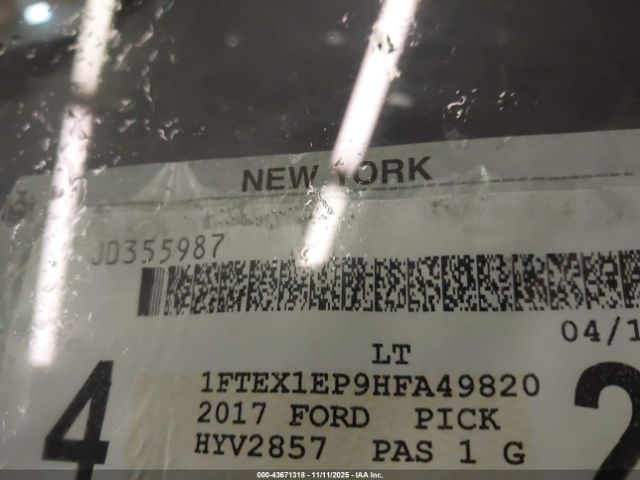 NEW YORK
JD355987
04/1
LT
1FTEX1EP9HFA49820
2017 FORD PICK
4 HYV2857 PAS 1 G 2
000-43671318 - 11/11/2025 - IAA Inc.